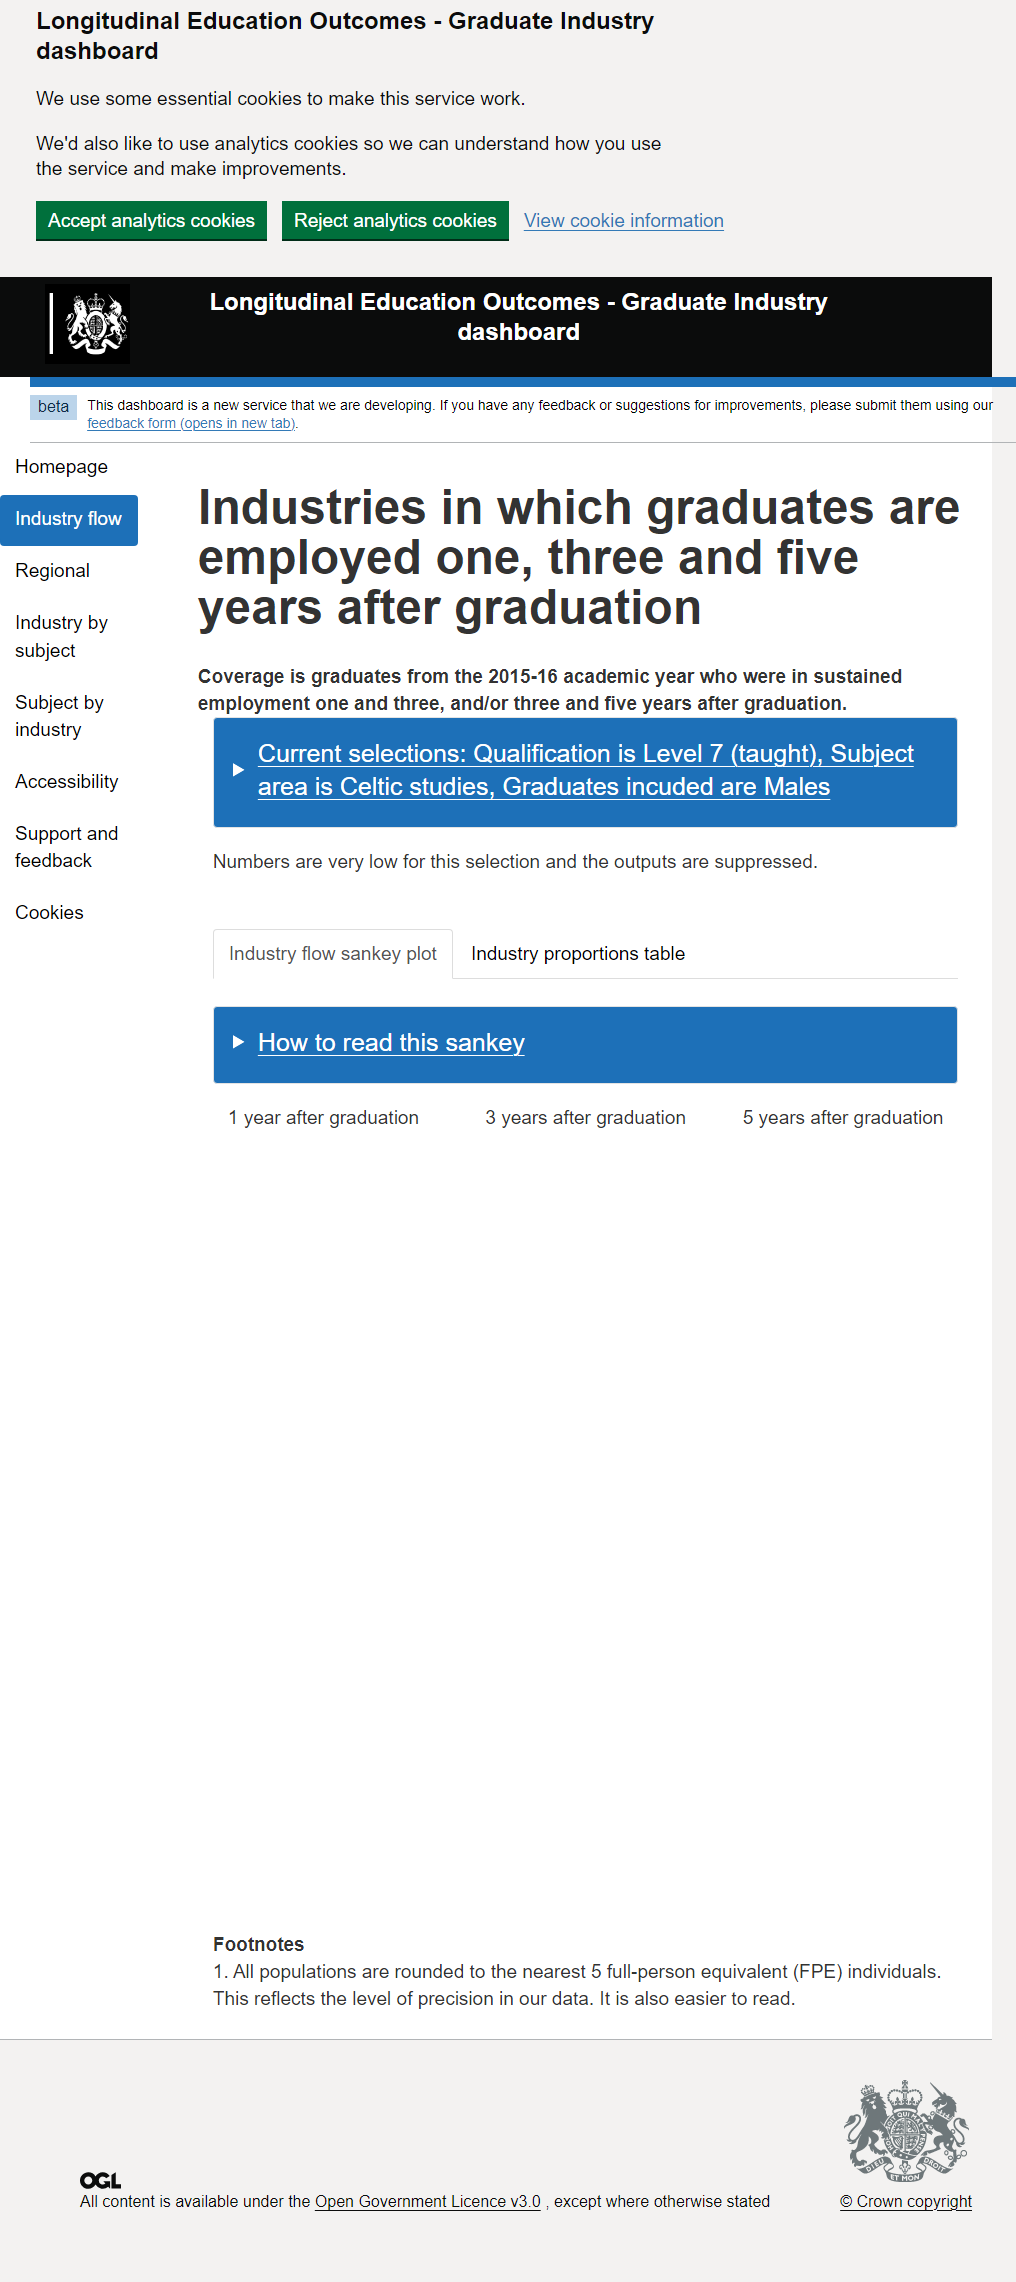 Longitudinal Education Outcomes - Graduate Industry
dashboard
We use some essential cookies to make this service work.
We'd also like to use analytics cookies so we can understand how you use
the service and make improvements.
Accept analytics cookies Reject analytics cookies View cookie information
Longitudinal Education Outcomes - Graduate Industry
dashboard
beta This dashboard is a new service that we are developing. If you have any feedback or suggestions for improvements, please submit them using our
feedback form (opens in new tab).
Homepage
Industry flow
Regional
Industry by
subject
Subject by
industry
Accessibility
Support and
feedback
Cookies
Industries in which graduates are
employed one, three and five
years after graduation
Coverage is graduates from the 2015-16 academic year who were in sustained
employment one and three, and/or three and five years after graduation.
Current selections: Qualification is Level 7 (taught), Subject
area is Celtic studies, Graduates incuded are Males
Numbers are very low for this selection and the outputs are suppressed.
Industry flow sankey plot Industry proportions table
How to read this sankey
1 year after graduation 3 years after graduation 5 years after graduation
Footnotes
1. All populations are rounded to the nearest 5 full-person equivalent (FPE) individuals.
This reflects the level of precision in our data. It is also easier to read.
OGL
All content is available under the Open Government Licence v3.0 , except where otherwise stated
DIEU ET MON DROIT
© Crown copyright